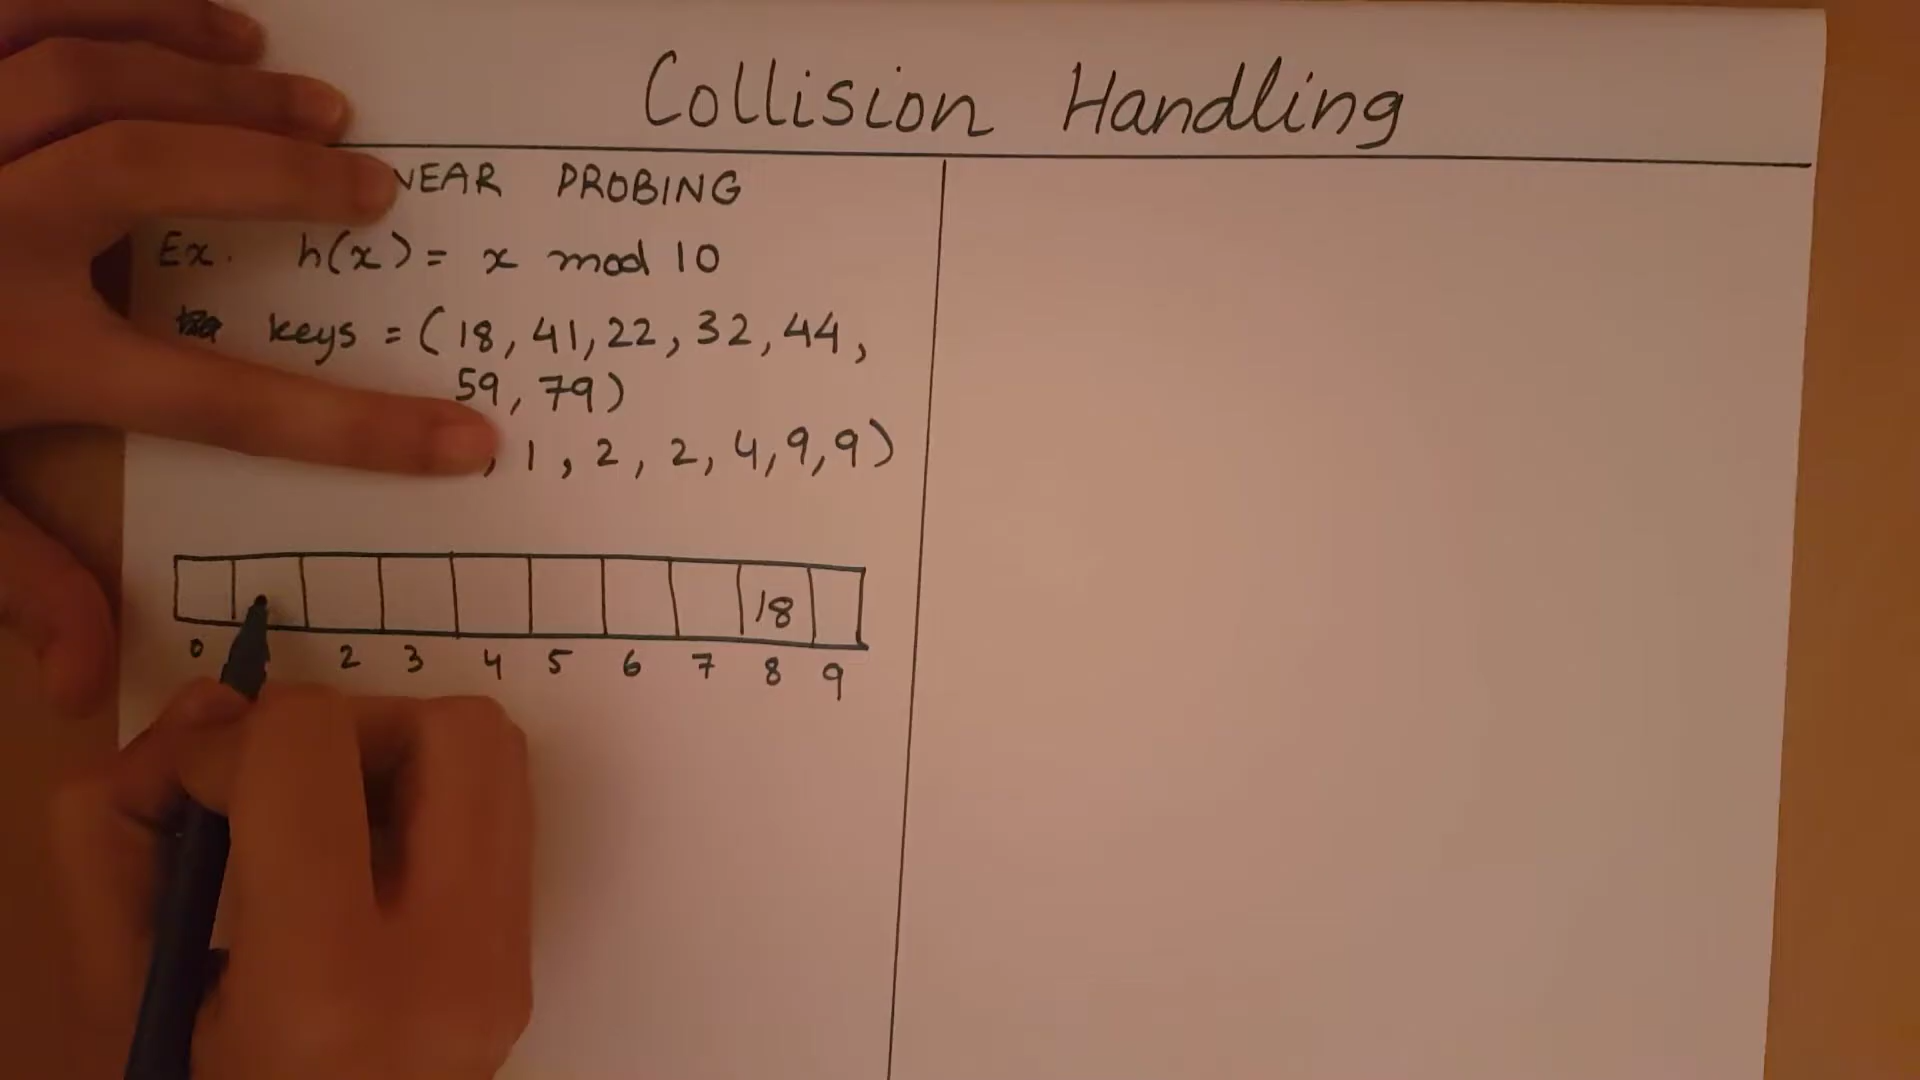 Collision Handling
NEAR PROBING
Ex. h(x) = x mod 10
keys = (18, 41, 22, 32, 44,
59, 79)
, 1, 2, 2, 4, 9, 9)
18
0 2 3 4 5 6 7 8 9